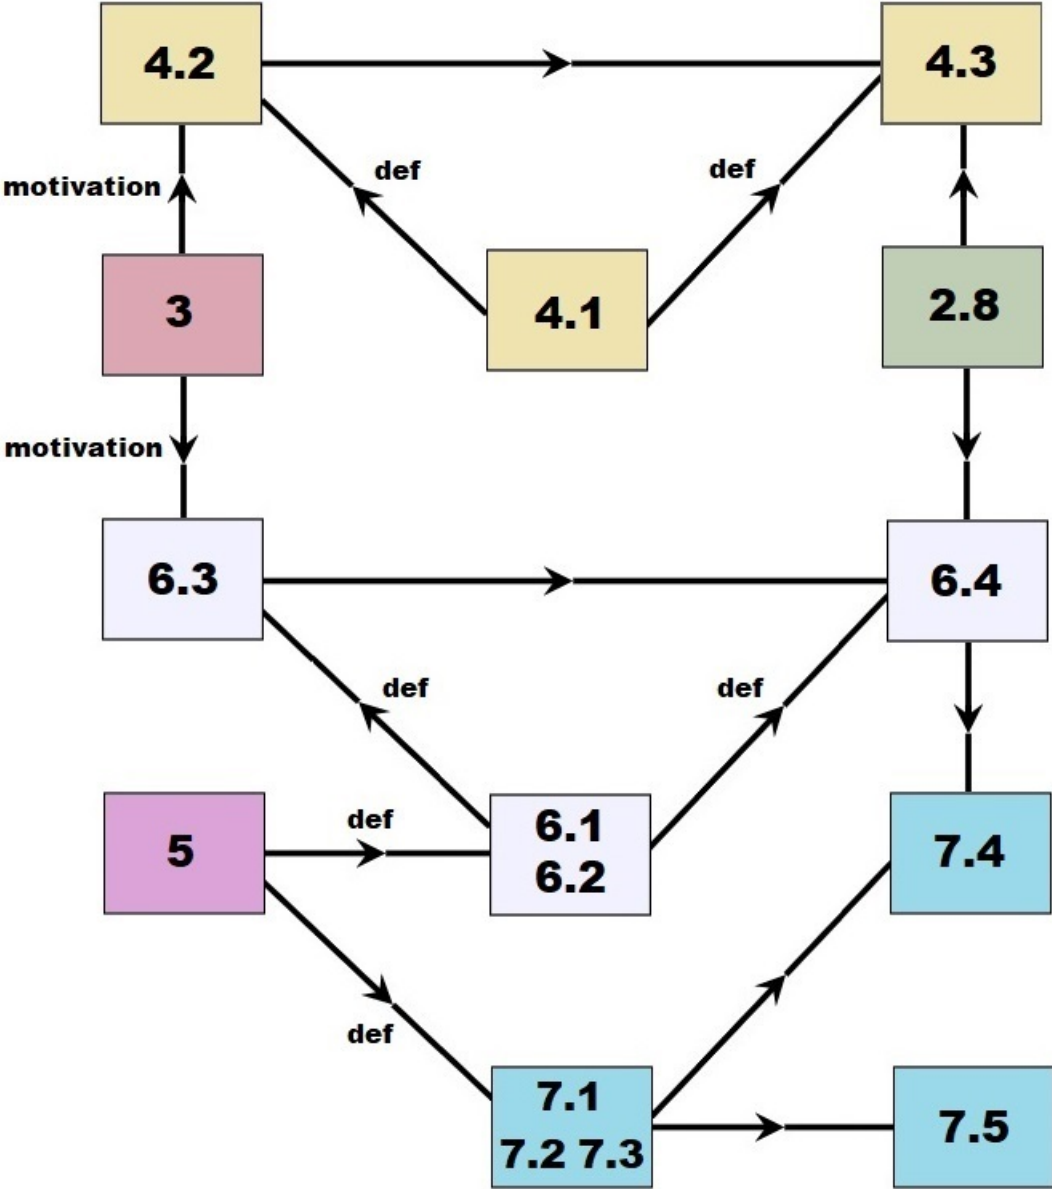 4.2
4.3
def
def
motivation
3
4.1
2.8
motivation
6.3
6.4
def
def
def
5
6.1
6.2
7.4
def
7.1
7.2 7.3
7.5